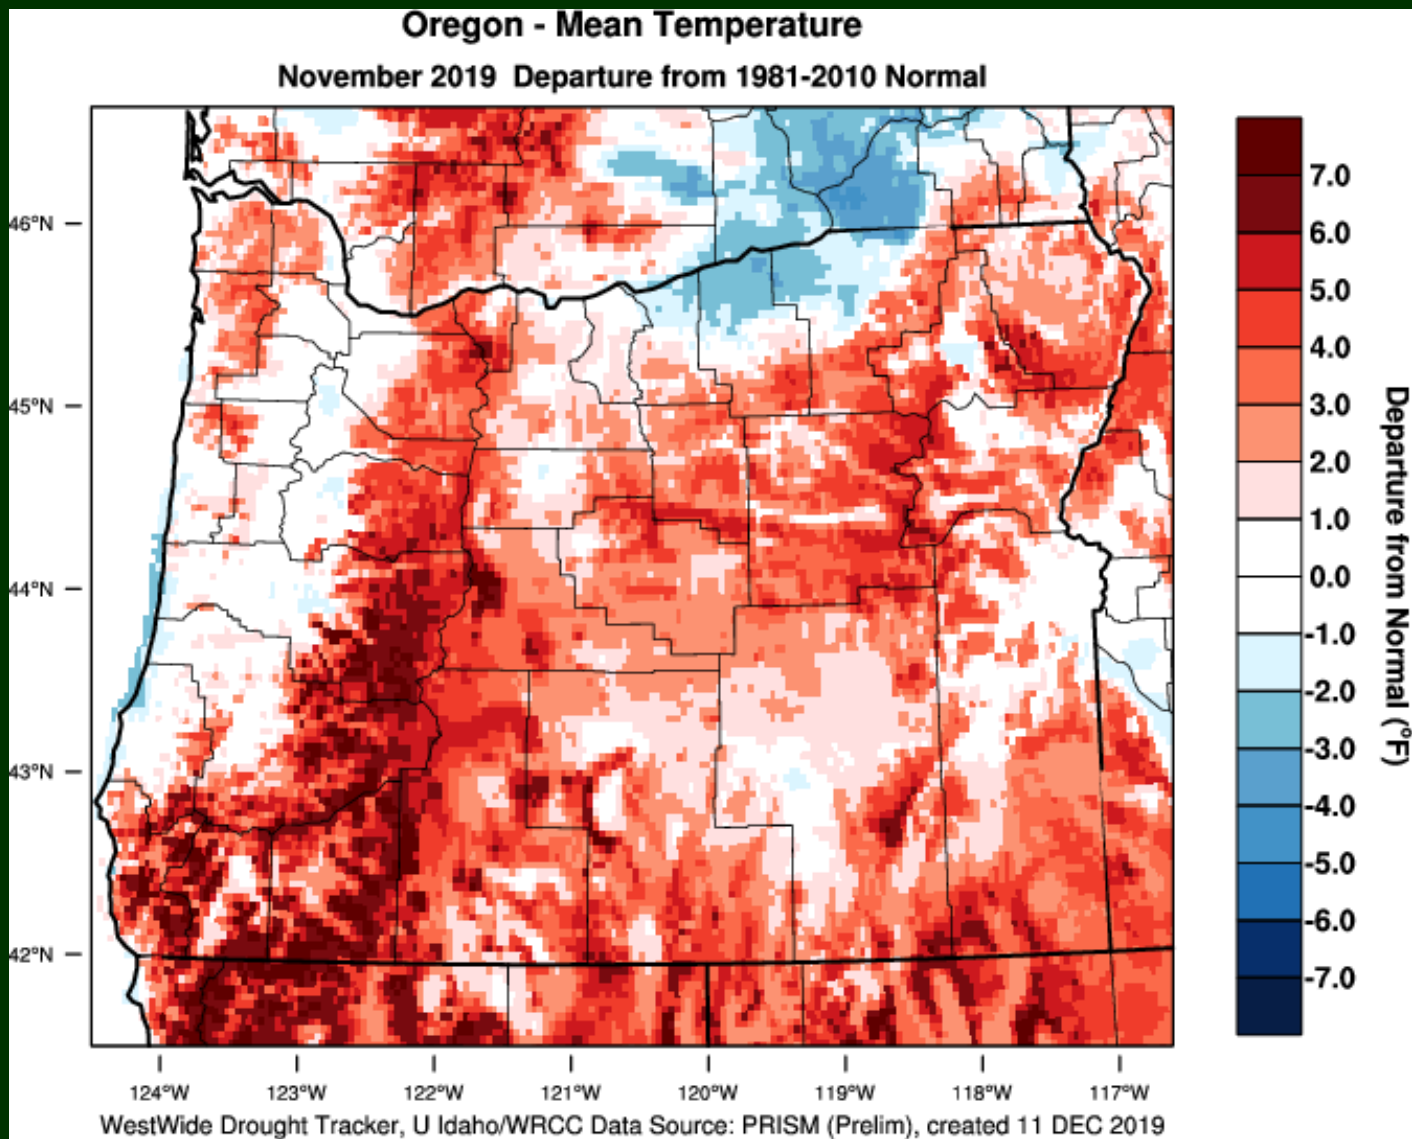 Oregon - Mean Temperature
November 2019  Departure from 1981-2010 Normal
46°N
45°N
44°N
43°N
42°N
124°W
123°W
122°W
121°W
120°W
119°W
118°W
117°W
7.0
6.0
5.0
4.0
3.0
2.0
1.0
0.0
-1.0
-2.0
-3.0
-4.0
-5.0
-6.0
-7.0
Departure from Normal (°F)
WestWide Drought Tracker, U Idaho/WRCC Data Source: PRISM (Prelim), created 11 DEC 2019